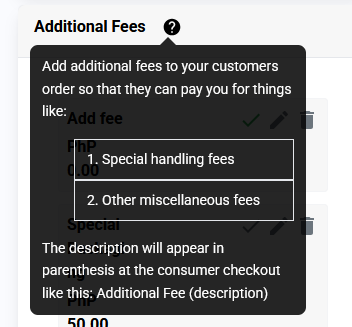 Additional Fees ?
Add additional fees to your customers
order so that they can pay you for things
like:
Add fee
PhP
0.00
1. Special handling fees
2. Other miscellaneous fees
Special
The description will appear in
parenthesis at the consumer checkout
like this; Additional Fee (description)
PhP
50.00